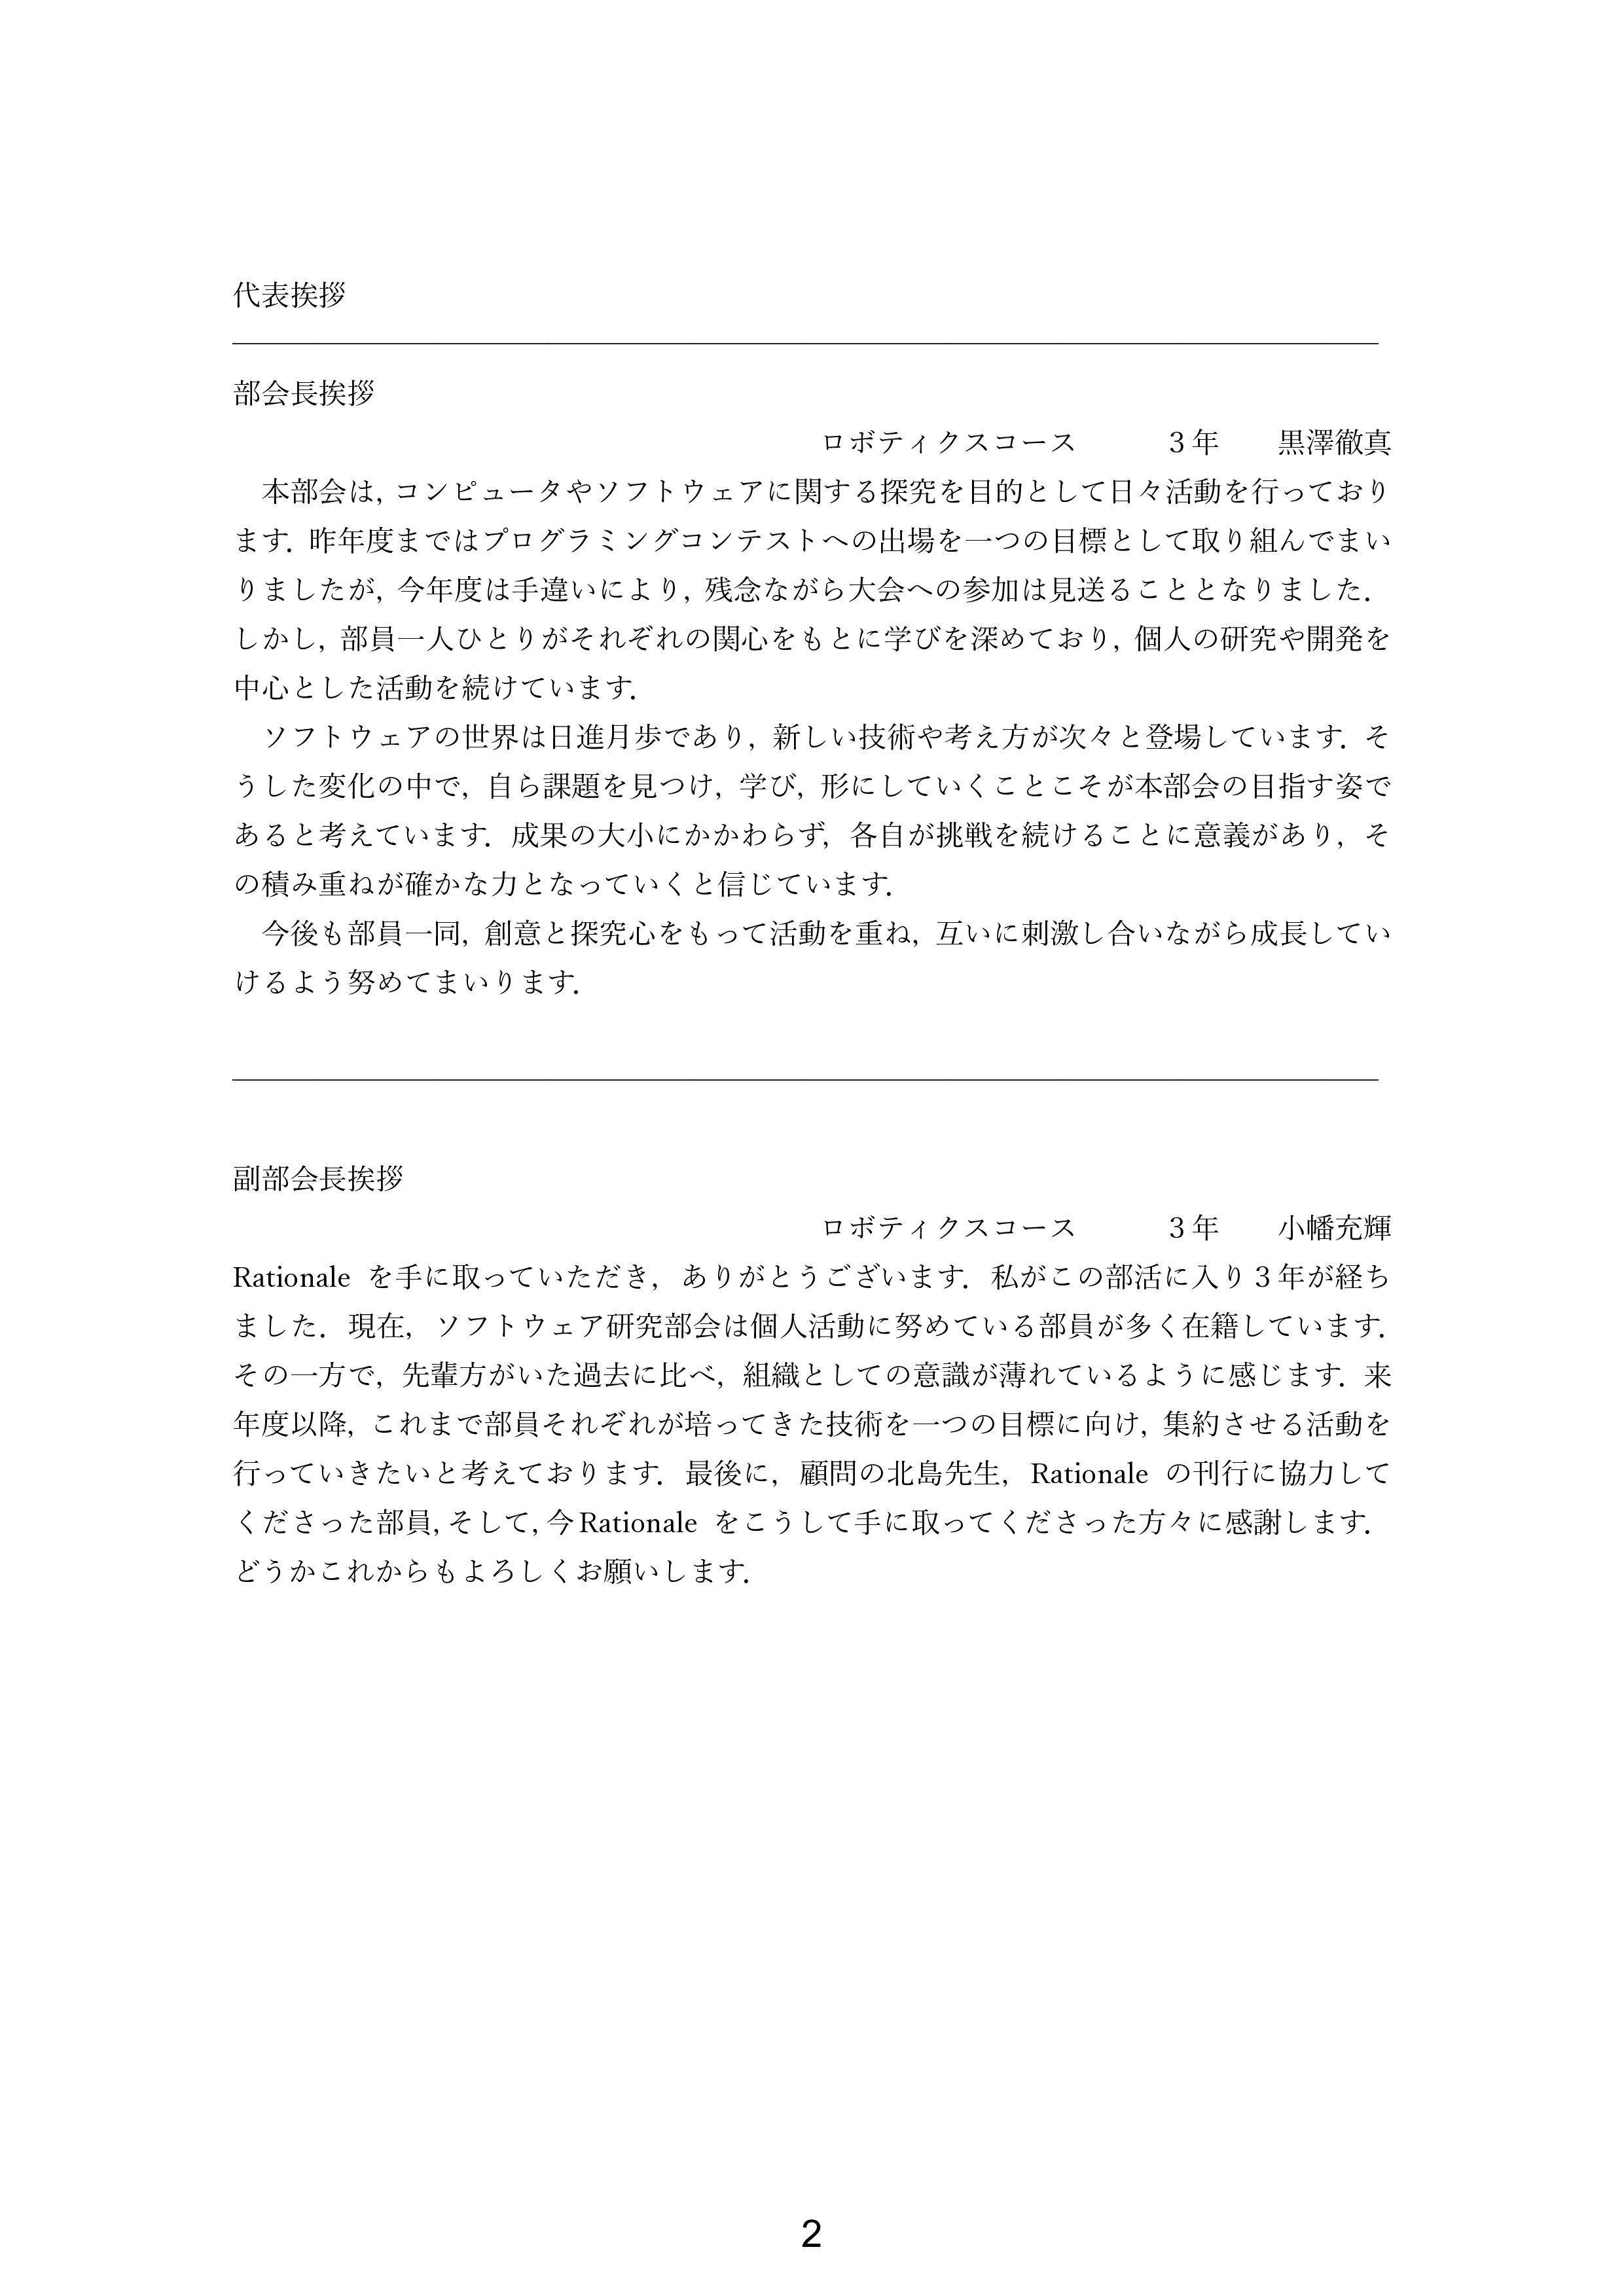 代表挨拶
部会長挨拶
ロボティクスコース　　　３年　　黒澤徹真
　本部会は，コンピュータやソフトウェアに関する探究を目的として日々活動を行っており
ます．昨年度まではプログラミングコンテストへの出場を一つの目標として取り組んでまい
りましたが，今年度は手違いにより，残念ながら大会への参加は見送ることとなりました．
しかし，部員一人ひとりがそれぞれの関心をもとに学びを深めており，個人の研究や開発を
中心とした活動を続けています．
　ソフトウェアの世界は日進月歩であり，新しい技術や考え方が次々と登場しています．そ
うした変化の中で，自ら課題を見つけ，学び，形にしていくことこそが本部会の目指す姿で
あると考えています．成果の大小にかかわらず，各自が挑戦を続けることに意義があり，そ
の積み重ねが確かな力となっていくと信じています．
　今後も部員一同，創意と探究心をもって活動を重ね，互いに刺激し合いながら成長してい
けるよう努めてまいります．
副部会長挨拶
ロボティクスコース　　　３年　　小幡充輝
Rationale を手に取っていただき，ありがとうございます．私がこの部活に入り３年が経ち
ました．現在，ソフトウェア研究部会は個人活動に努めている部員が多く在籍しています．
その一方で，先輩方がいた過去に比べ，組織としての意識が薄れているように感じます．来
年度以降，これまで部員それぞれが培ってきた技術を一つの目標に向け，集約させる活動を
行っていきたいと考えております．最後に，顧問の北島先生，Rationale の刊行に協力して
くださった部員，そして，今Rationale をこうして手に取ってくださった方々に感謝します．
どうかこれからもよろしくお願いします．
2